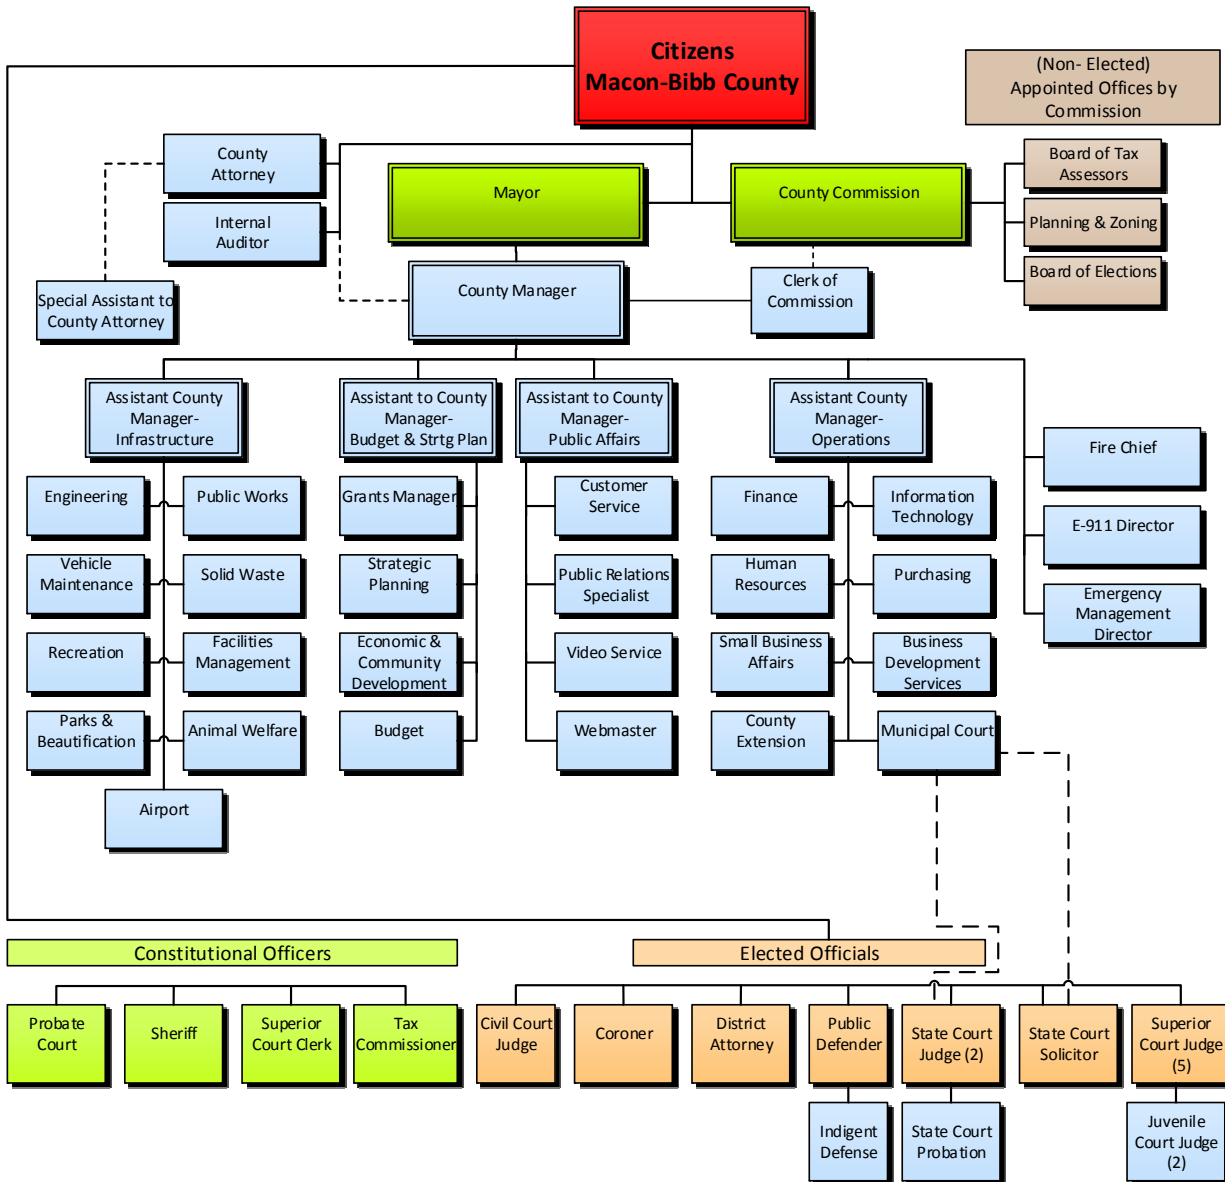 Citizens
Macon-Bibb County
(Non- Elected)
Appointed Offices by
Commission
County
Attorney
Internal
Auditor
Special Assistant to
County Attorney
Mayor
County Commission
Board of Tax
Assessors
Planning & Zoning
Board of Elections
County Manager
Clerk of
Commission
Assistant County
Manager-
Infrastructure
Assistant to County
Manager-
Budget & Strtg Plan
Assistant to County
Manager-
Public Affairs
Assistant County
Manager-
Operations
Fire Chief
E-911 Director
Emergency
Management
Director
Engineering
Public Works
Vehicle
Maintenance
Solid Waste
Recreation
Facilities
Management
Parks &
Beautification
Animal Welfare
Airport
Grants Manager
Strategic
Planning
Economic &
Community
Development
Budget
Customer
Service
Public Relations
Specialist
Video Service
Webmaster
Finance
Information
Technology
Human
Resources
Purchasing
Small Business
Affairs
Business
Development
Services
County
Extension
Municipal Court
Constitutional Officers
Elected Officials
Probate
Court
Sheriff
Superior
Court Clerk
Tax
Commissioner
Civil Court
Judge
Coroner
District
Attorney
Public
Defender
State Court
Judge (2)
State Court
Solicitor
Superior
Court Judge
(5)
Indigent
Defense
State Court
Probation
Juvenile
Court Judge
(2)